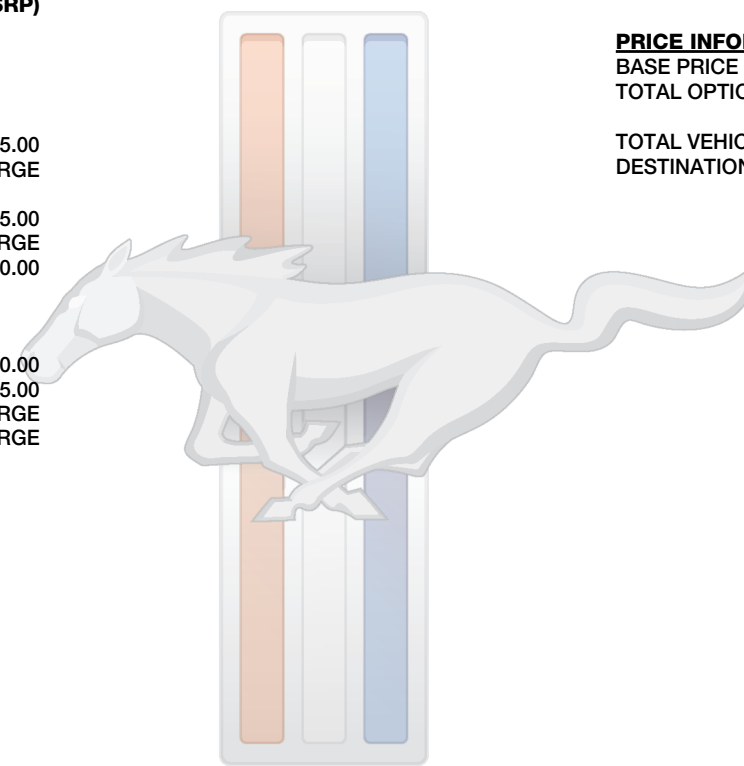 SRP)
5.00
RGE
5.00
RGE
0.00
0.00
5.00
RGE
RGE
PRICE INFO
BASE PRICE
TOTAL OPTIO
TOTAL VEHIC
DESTINATION